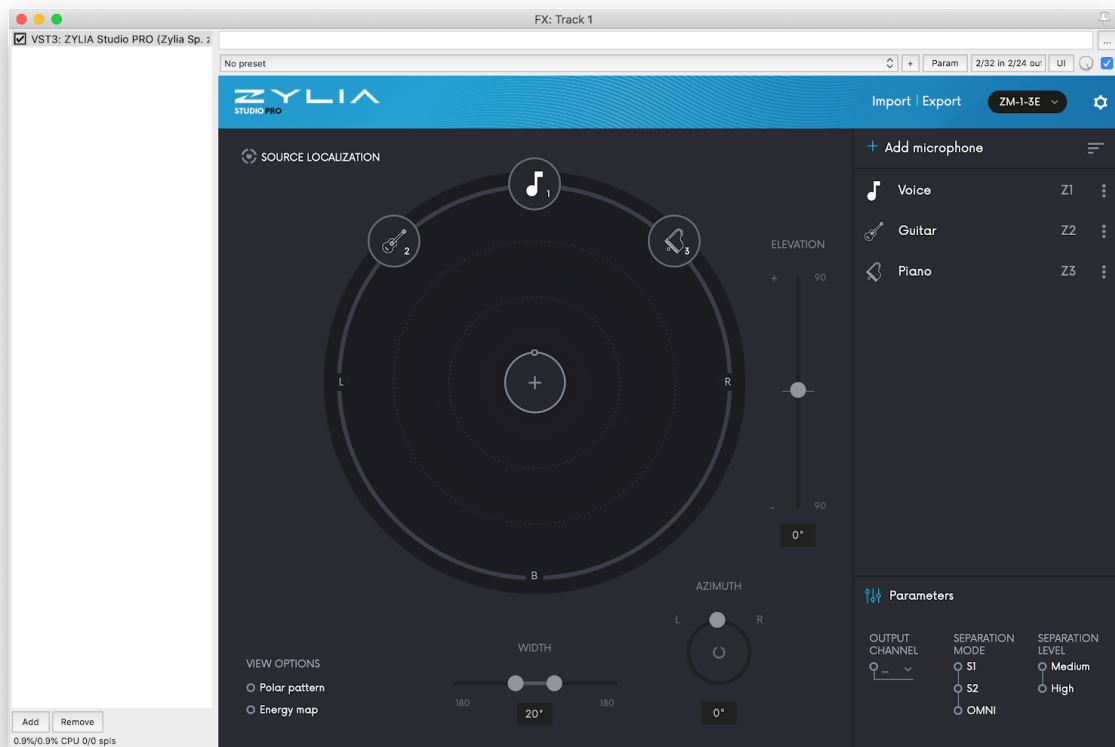 FX: Track 1
VST3: ZYLIA Studio PRO (Zylia Sp. z
...
No preset
+
Param
2/32 in 2/24 out
UI
ZYLIA
STUDIO PRO
Import | Export
ZM-1-3E
SOURCE LOCALIZATION
+ Add microphone
1
Voice Z1
2
3
Guitar Z2
ELEVATION
Piano Z3
+ 90
L
+
R
- 90
0°
B
AZIMUTH
Parameters
L R
OUTPUT CHANNEL
SEPARATION MODE
SEPARATION LEVEL
WIDTH
VIEW OPTIONS
...
S1
Medium
Polar pattern
180 180
S2
High
Energy map
20°
0°
OMNI
Add
Remove
0.9%/0.9% CPU 0/0 spls